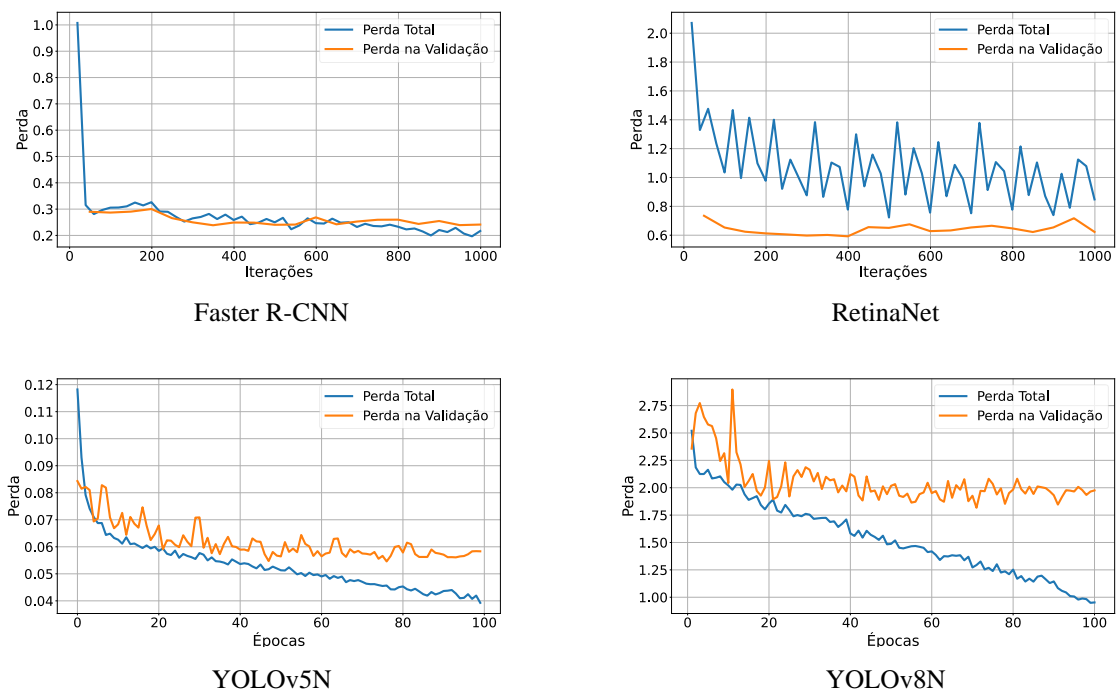 Perda Total
Perda na Validação
1.0
0.9
0.8
0.7
0.6
0.5
0.4
0.3
0.2
Perda
0 200 400 600 800 1000
Iterações
Faster R-CNN
Perda Total
Perda na Validação
2.0
1.8
1.6
1.4
1.2
1.0
0.8
0.6
Perda
0 200 400 600 800 1000
Iterações
RetinaNet
Perda Total
Perda na Validação
0.12
0.11
0.10
0.09
0.08
0.07
0.06
0.05
0.04
Perda
0 20 40 60 80 100
Épocas
YOLOv5N
Perda Total
Perda na Validação
2.75
2.50
2.25
2.00
1.75
1.50
1.25
1.00
Perda
0 20 40 60 80 100
Épocas
YOLOv8N